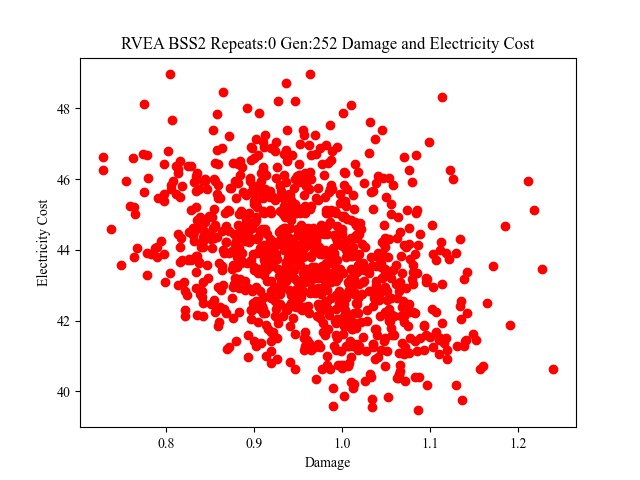 RVEA BSS2 Repeats:0 Gen:252 Damage and Electricity Cost
48
46
44
42
40
Electricity Cost
0.8 0.9 1.0 1.1 1.2
Damage